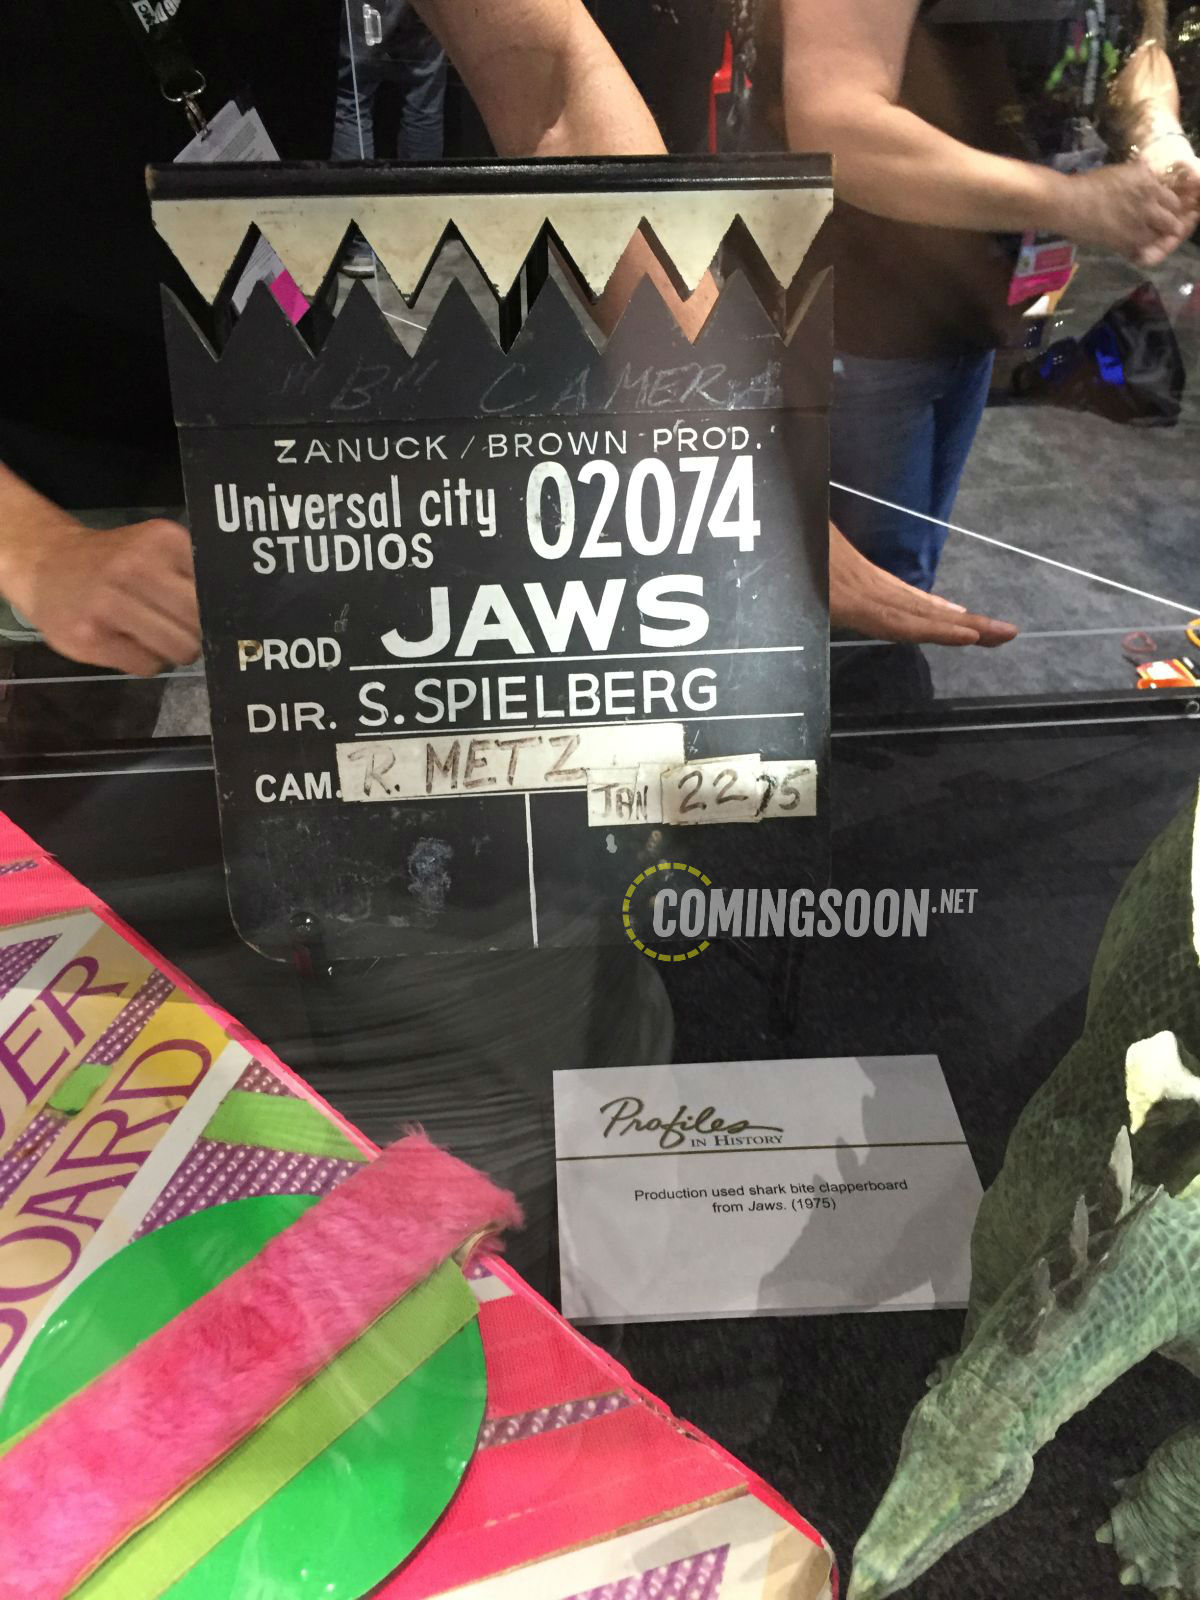 "B" CAMERA
ZANUCK/BROWN PROD.
Universal city
STUDIOS
02074
PROD JAWS
DIR. S. SPIELBERG
CAM. R. METZ
JAN 22 75
COMINGSOON.NET
Profiles
IN HISTORY
Production used shark bite clapperboard
from Jaws. (1975)
OVER
BOARD